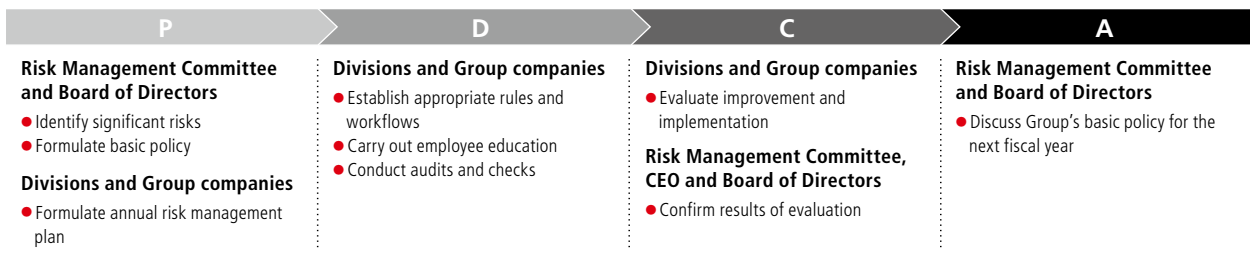 P
D
C
A
Risk Management Committee
and Board of Directors
● Identify significant risks
● Formulate basic policy
Divisions and Group companies
● Formulate annual risk management
plan
Divisions and Group companies
● Establish appropriate rules and
workflows
● Carry out employee education
● Conduct audits and checks
Divisions and Group companies
● Evaluate improvement and
implementation
Risk Management Committee,
CEO and Board of Directors
● Confirm results of evaluation
Risk Management Committee
and Board of Directors
● Discuss Group's basic policy for the
next fiscal year